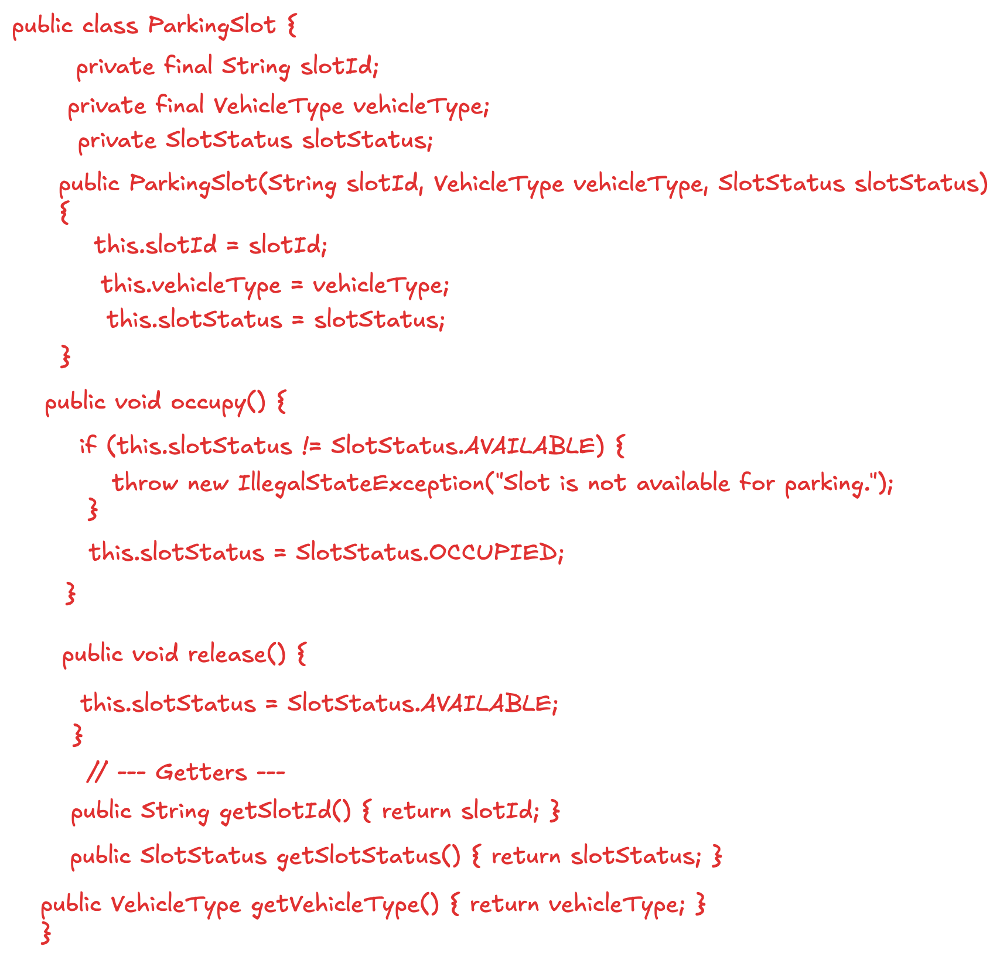 public class ParkingSlot {
private final String slotId;
private final VehicleType vehicleType;
private SlotStatus slotStatus;
public ParkingSlot(String slotId, VehicleType vehicleType, SlotStatus slotStatus)
{
this.slotId = slotId;
this.vehicleType = vehicleType;
this.slotStatus = slotStatus;
}
public void occupy() {
if (this.slotStatus != SlotStatus.AVAILABLE) {
throw new IllegalStateException("Slot is not available for parking.");
}
this.slotStatus = SlotStatus.OCCUPIED;
}
public void release() {
this.slotStatus = SlotStatus.AVAILABLE;
}
// --- Getters ---
public String getSlotId() { return slotId; }
public SlotStatus getSlotStatus() { return slotStatus; }
public VehicleType getVehicleType() { return vehicleType; }
}